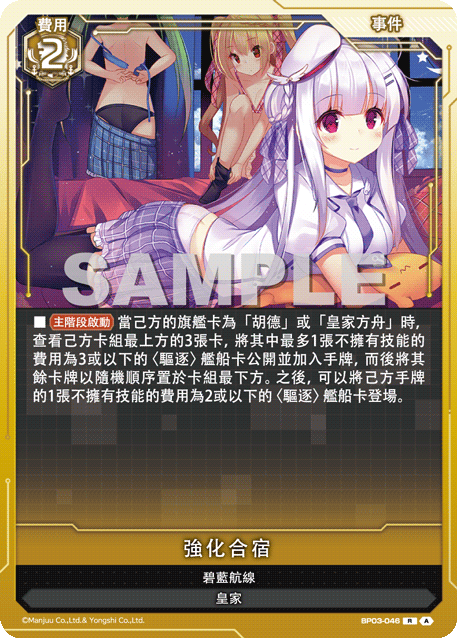 費用
2
事件
SAMPLE
■ 主階段啟動 當己方的旗艦卡為「胡德」或「皇家方舟」時,
查看己方卡組最上方的3張卡, 將其中最多1張不擁有技能的
費用為3或以下的〈驅逐〉艦船卡公開並加入手牌, 而後將其
餘卡牌以隨機順序置於卡組最下方。之後, 可以將己方手牌
的1張不擁有技能的費用為2或以下的〈驅逐〉艦船卡登場。
強化合宿
碧藍航線
皇家
©Manjuu Co.,Ltd.& Yongshi Co.,Ltd.
BP03-046 R A